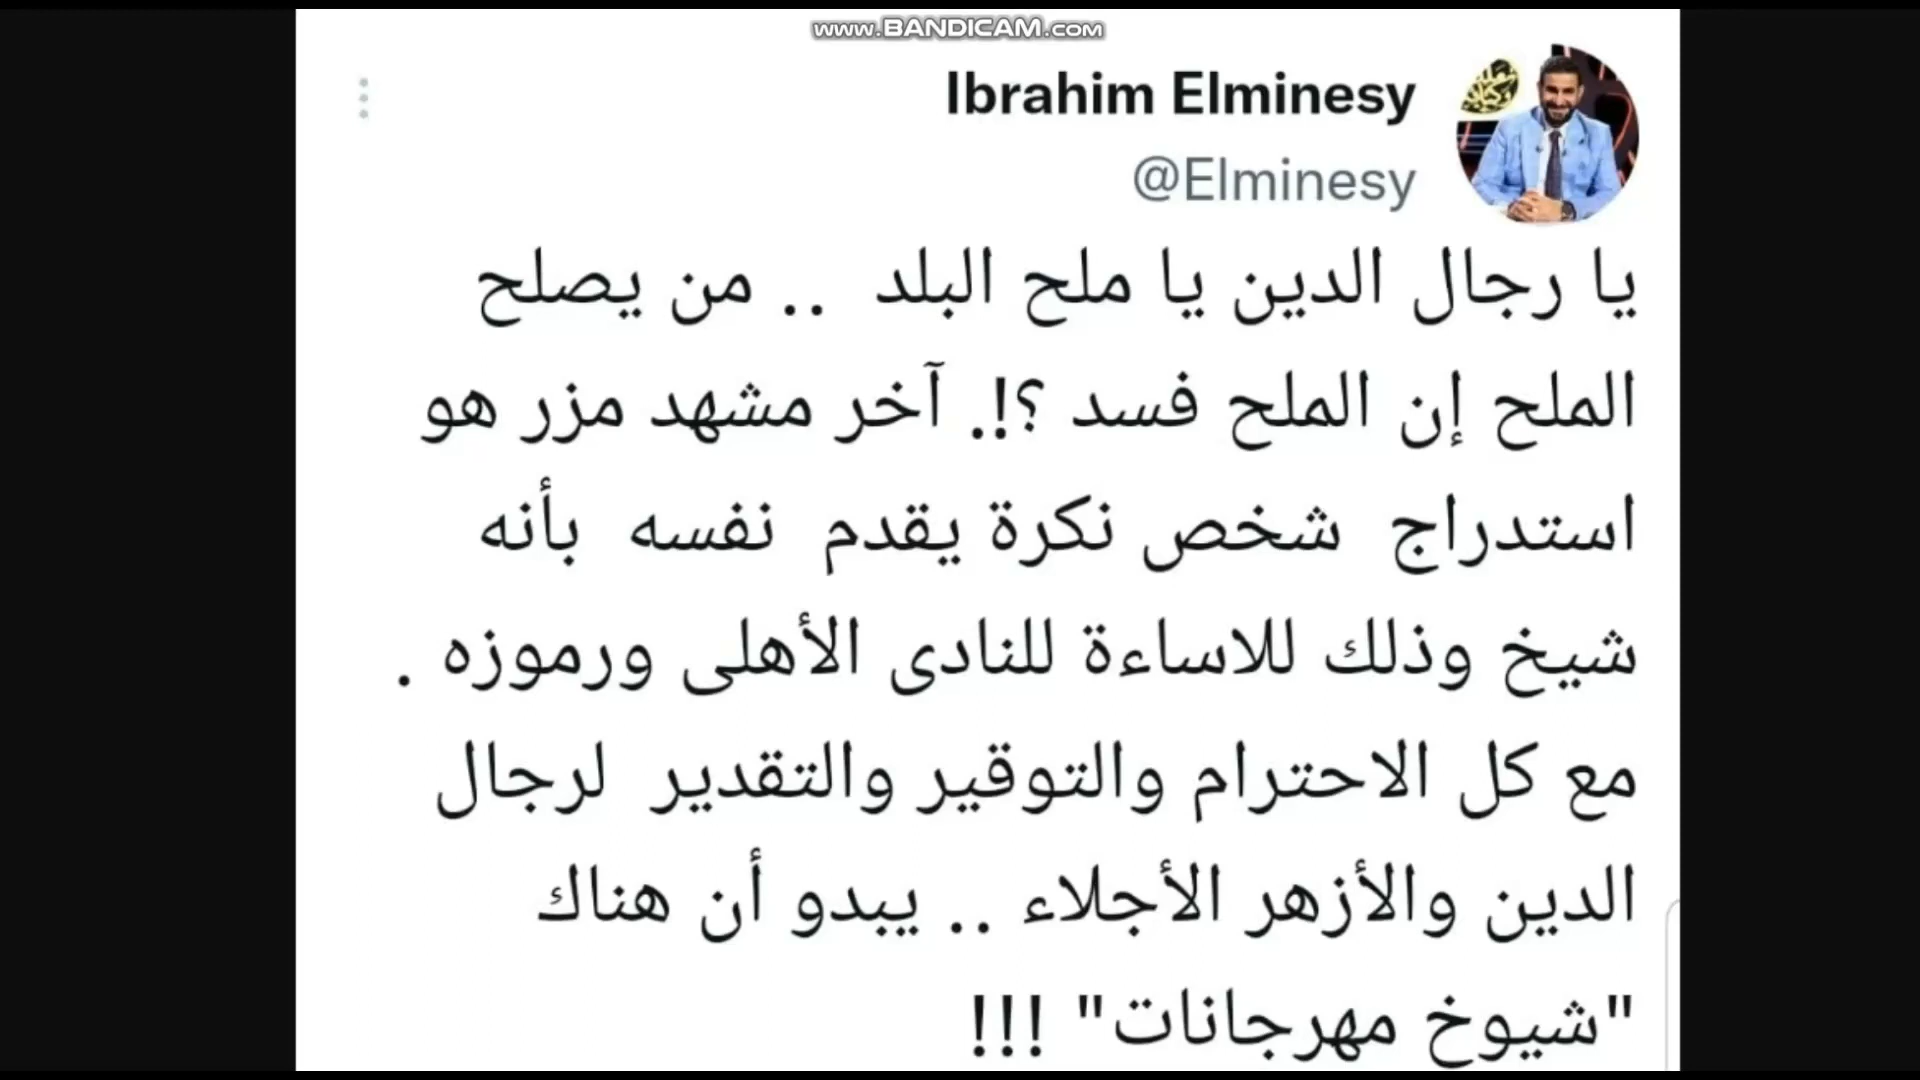 www.BANDICAM.com
Ibrahim Elminesy
@Elminesy
يا رجال الدين يا ملح البلد .. من يصلح
الملح إن الملح فسد ؟!. آخر مشهد مزر هو
استدراج شخص نكرة يقدم نفسه بأنه
شيخ وذلك للاساءة للنادى الأهلى ورموزه .
مع كل الاحترام والتوقير والتقدير لرجال
الدين والأزهر الأجلاء .. يبدو أن هناك
"شيوخ مهرجانات" !!!